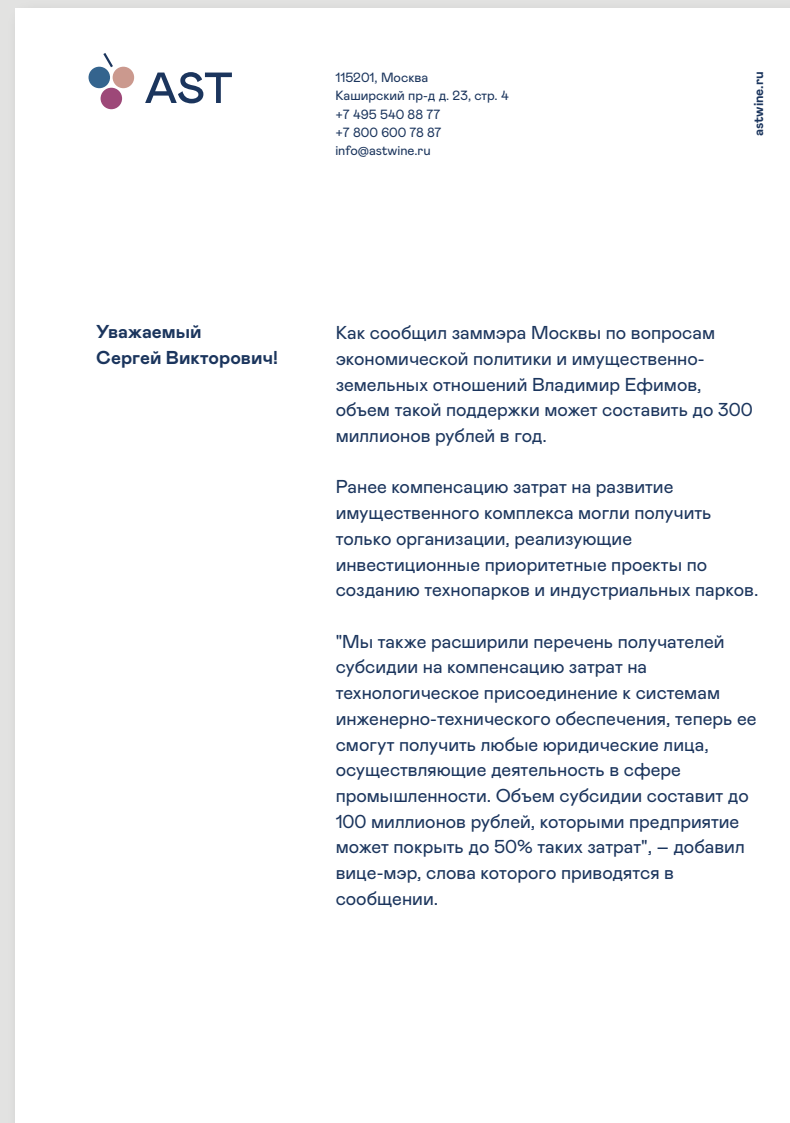 AST
115201, Москва
Каширский пр-д д. 23, стр. 4
+7 495 540 88 77
+7 800 600 78 87
info@astwine.ru
astwine.ru
Уважаемый
Сергей Викторович!
Как сообщил заммэра Москвы по вопросам
экономической политики и имущественно-
земельных отношений Владимир Ефимов,
объем такой поддержки может составить до 300
миллионов рублей в год.
Ранее компенсацию затрат на развитие
имущественного комплекса могли получить
только организации, реализующие
инвестиционные приоритетные проекты по
созданию технопарков и индустриальных парков.
"Мы также расширили перечень получателей
субсидии на компенсацию затрат на
технологическое присоединение к системам
инженерно-технического обеспечения, теперь ее
смогут получить любые юридические лица,
осуществляющие деятельность в сфере
промышленности. Объем субсидии составит до
100 миллионов рублей, которыми предприятие
может покрыть до 50% таких затрат", – добавил
вице-мэр, слова которого приводятся в
сообщении.